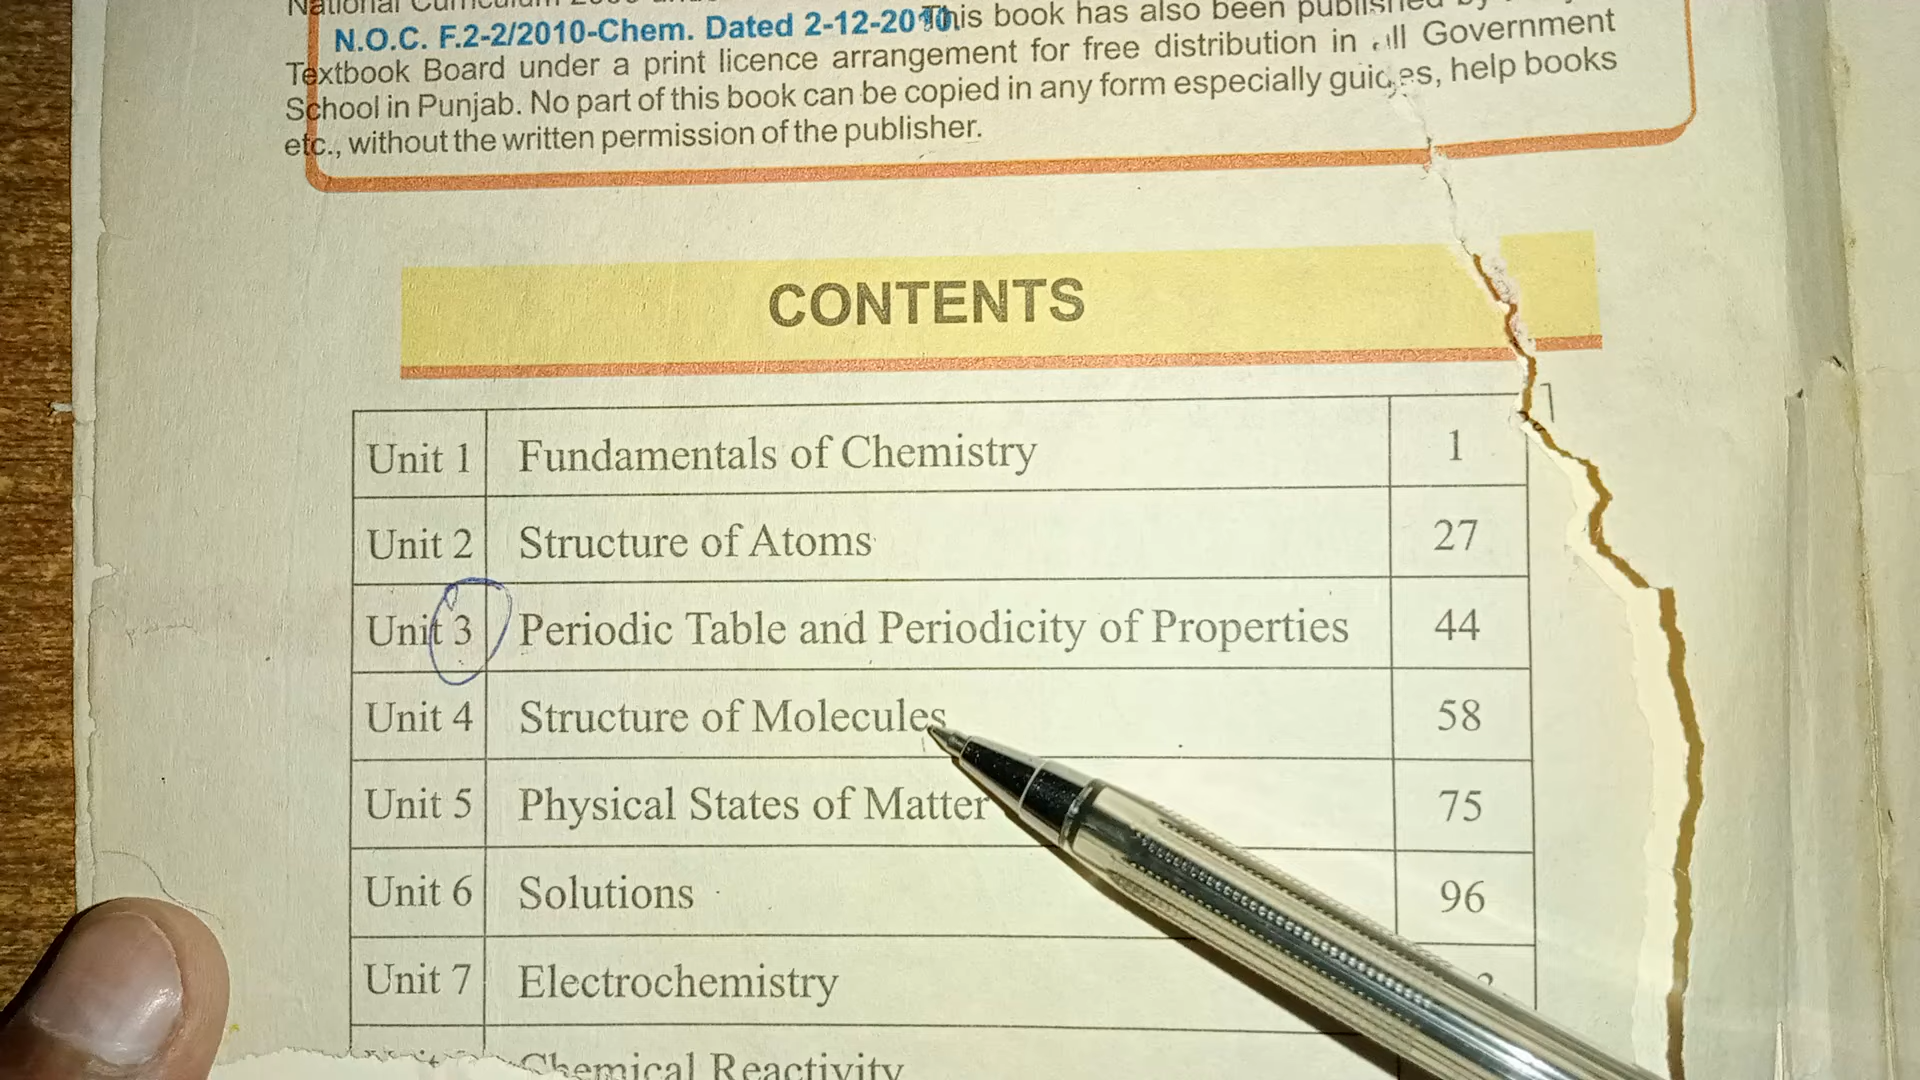 National Curriculum
N.O.C. F.2-2/2010-Chem. Dated 2-12-2010. This book has also been published by
Textbook Board under a print licence arrangement for free distribution in all Government
School in Punjab. No part of this book can be copied in any form especially guides, help books
etc., without the written permission of the publisher.
CONTENTS
Unit 1 Fundamentals of Chemistry 1
Unit 2 Structure of Atoms 27
Unit 3 Periodic Table and Periodicity of Properties 44
Unit 4 Structure of Molecules 58
Unit 5 Physical States of Matter 75
Unit 6 Solutions 96
Unit 7 Electrochemistry
Chemical Reactivity